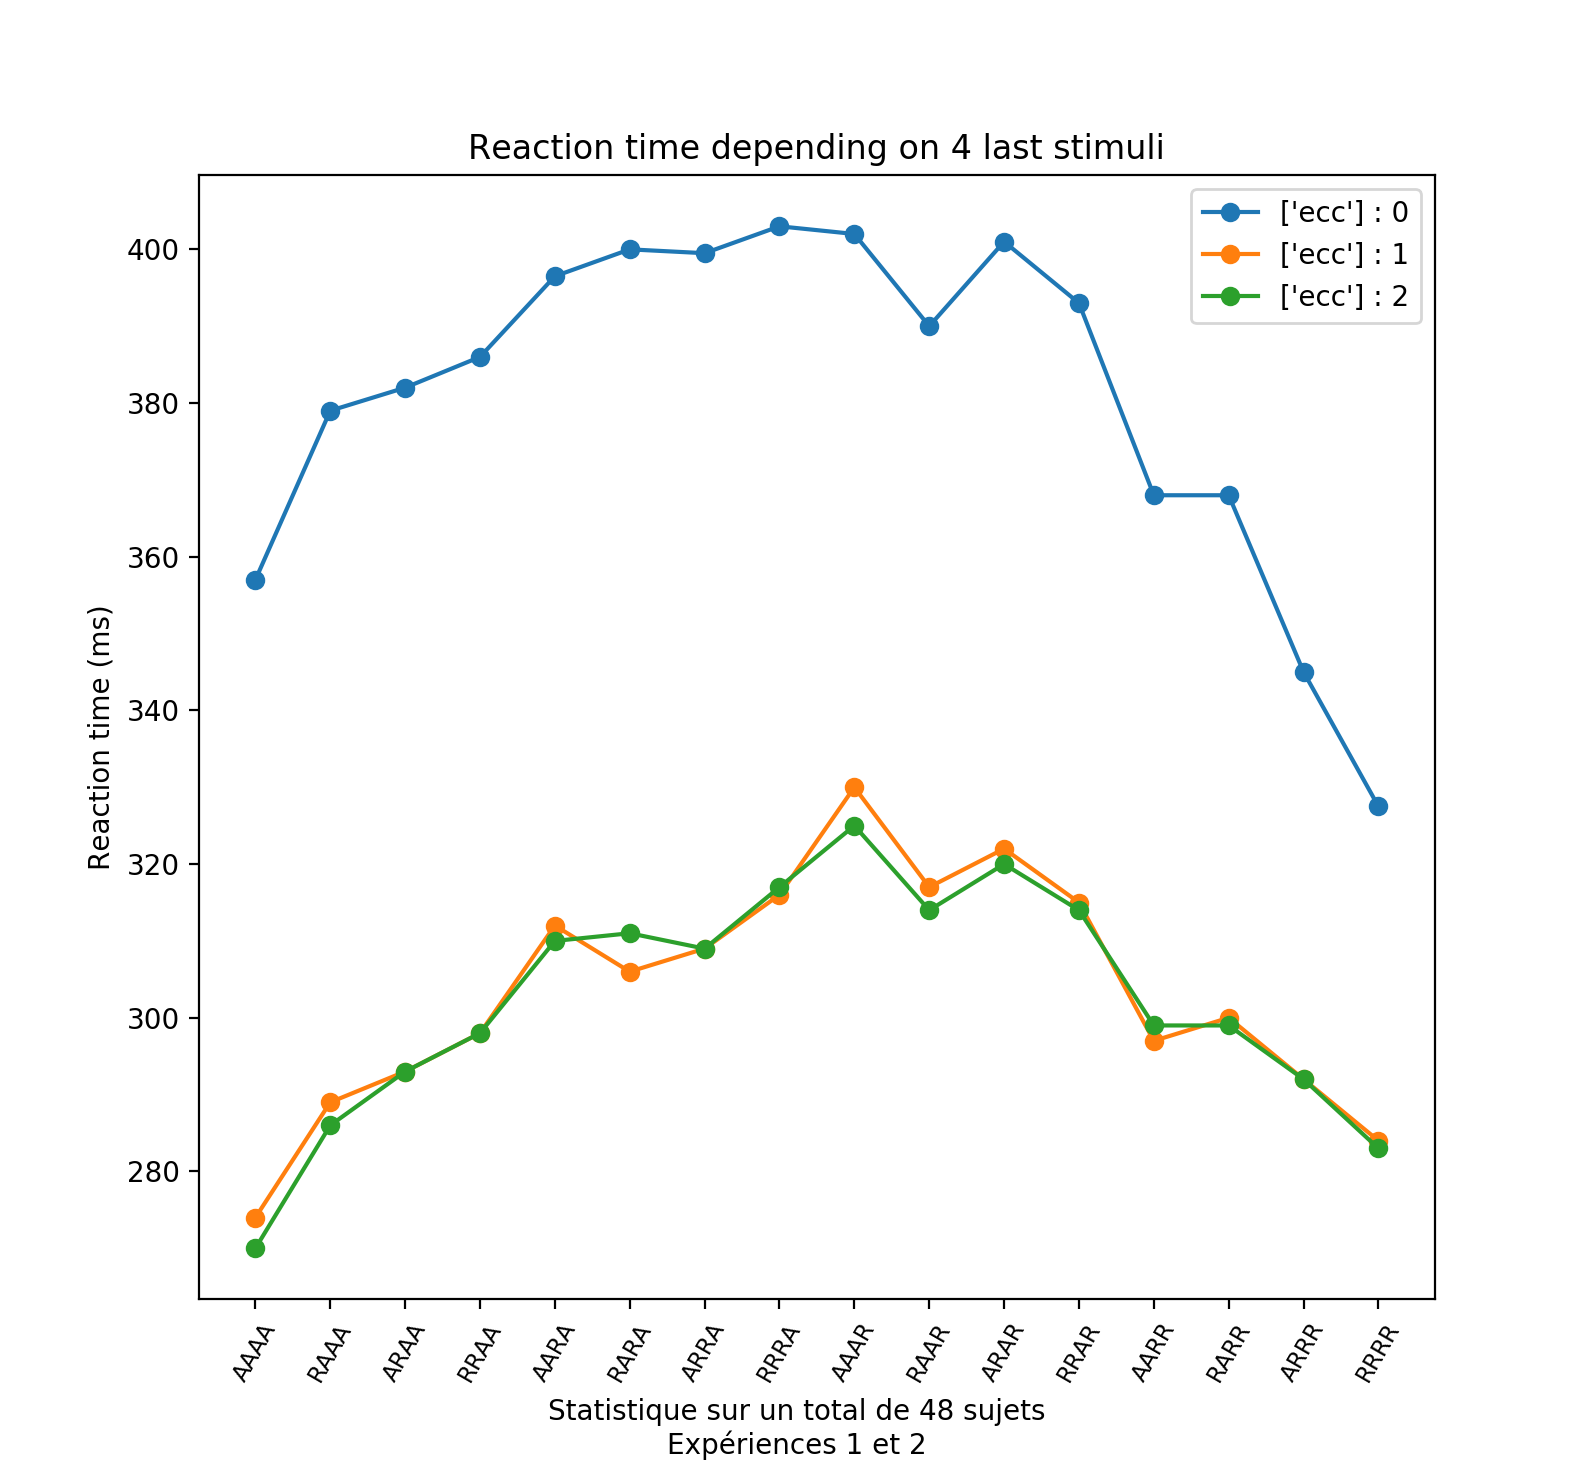 Reaction time depending on 4 last stimuli
['ecc'] : 0
['ecc'] : 1
['ecc'] : 2
Reaction time (ms)
400
380
360
340
320
300
280
AAAA RAAA ARAA RRAA AARA RARA ARRA RRRA AAAR RAAR ARAR RRAR AARR RARR ARRR RRRR
Statistique sur un total de 48 sujets
Expériences 1 et 2